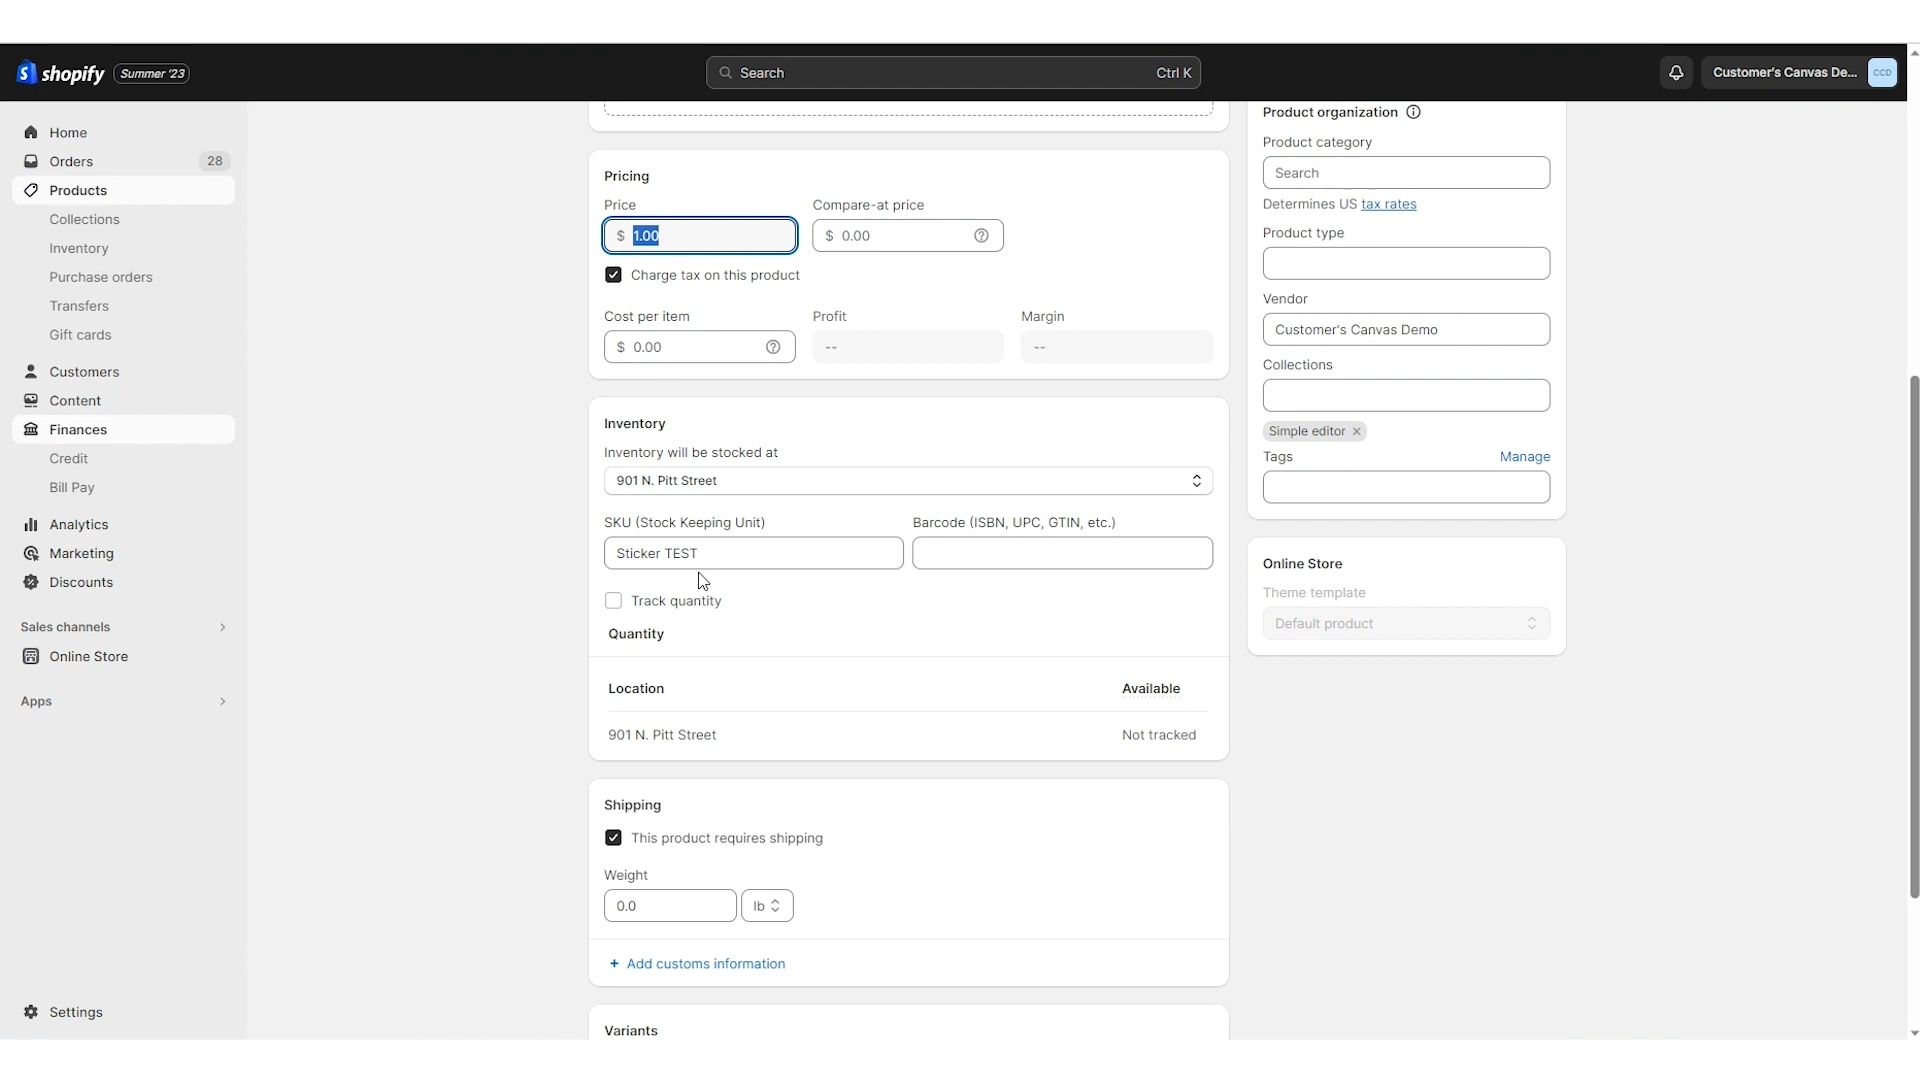 shopify Summer '23
Search Ctrl K
Customer's Canvas De... CCD
Home
Orders 28
Products
Collections
Inventory
Purchase orders
Transfers
Gift cards
Customers
Content
Finances
Credit
Bill Pay
Analytics
Marketing
Discounts
Sales channels
Online Store
Apps
Settings
Pricing
Price Compare-at price
$ 1.00 $ 0.00
Charge tax on this product
Cost per item Profit Margin
$ 0.00 -- --
Inventory
Inventory will be stocked at
901 N. Pitt Street
SKU (Stock Keeping Unit) Barcode (ISBN, UPC, GTIN, etc.)
Sticker TEST
Track quantity
Quantity
Location Available
901 N. Pitt Street Not tracked
Shipping
This product requires shipping
Weight
0.0 lb
+ Add customs information
Variants
Product organization
Product category
Search
Determines US tax rates
Product type
Vendor
Customer's Canvas Demo
Collections
Simple editor
Tags Manage
Online Store
Theme template
Default product